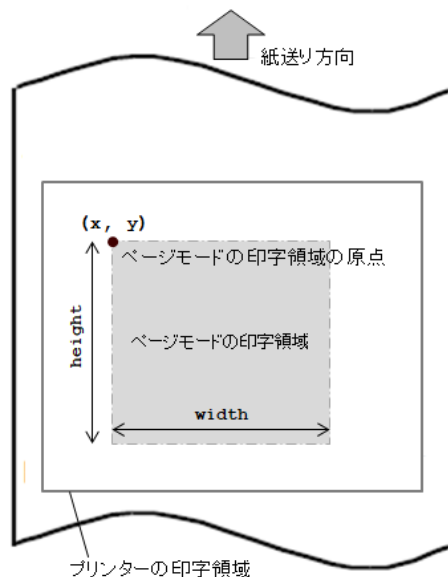 紙送り方向
(x, y)
ページモードの印字領域の原点
ページモードの印字領域
height
width
プリンターの印字領域